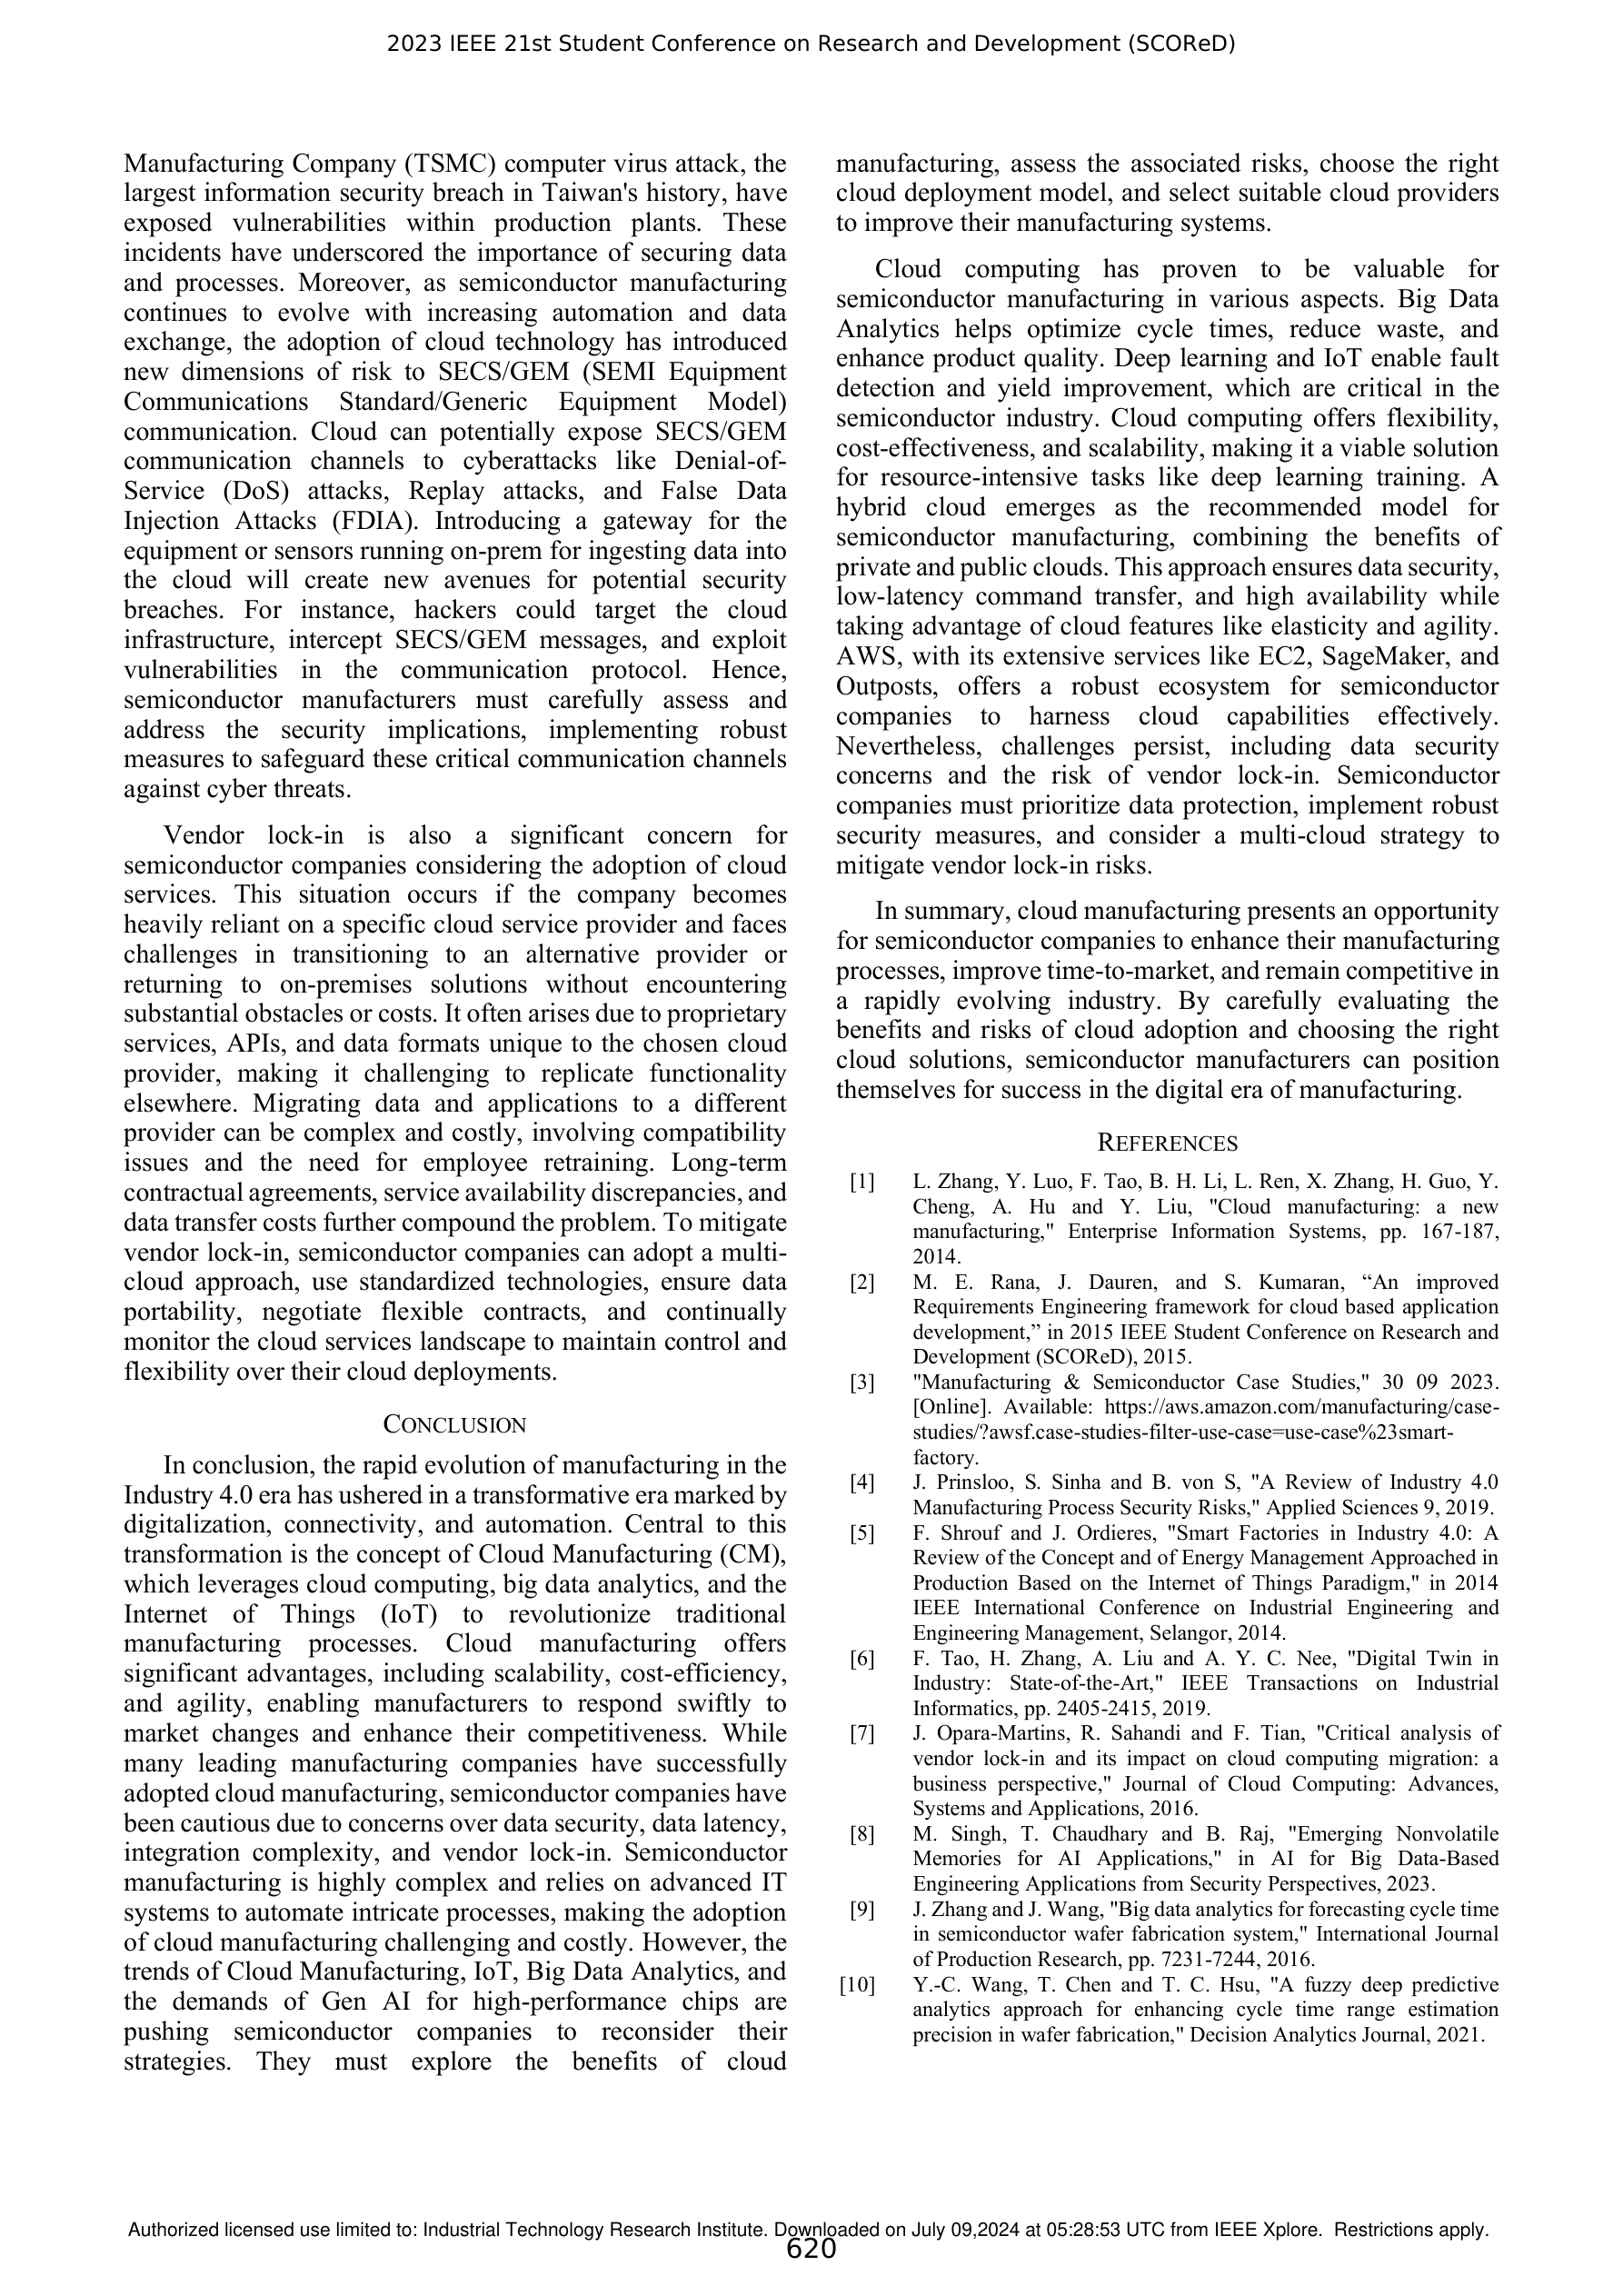 2023 IEEE 21st Student Conference on Research and Development (SCOReD)
Manufacturing Company (TSMC) computer virus attack, the
largest information security breach in Taiwan's history, have
exposed vulnerabilities within production plants. These
incidents have underscored the importance of securing data
and processes. Moreover, as semiconductor manufacturing
continues to evolve with increasing automation and data
exchange, the adoption of cloud technology has introduced
new dimensions of risk to SECS/GEM (SEMI Equipment
Communications Standard/Generic Equipment Model)
communication. Cloud can potentially expose SECS/GEM
communication channels to cyberattacks like Denial-of-
Service (DoS) attacks, Replay attacks, and False Data
Injection Attacks (FDIA). Introducing a gateway for the
equipment or sensors running on-prem for ingesting data into
the cloud will create new avenues for potential security
breaches. For instance, hackers could target the cloud
infrastructure, intercept SECS/GEM messages, and exploit
vulnerabilities in the communication protocol. Hence,
semiconductor manufacturers must carefully assess and
address the security implications, implementing robust
measures to safeguard these critical communication channels
against cyber threats.
Vendor lock-in is also a significant concern for
semiconductor companies considering the adoption of cloud
services. This situation occurs if the company becomes
heavily reliant on a specific cloud service provider and faces
challenges in transitioning to an alternative provider or
returning to on-premises solutions without encountering
substantial obstacles or costs. It often arises due to proprietary
services, APIs, and data formats unique to the chosen cloud
provider, making it challenging to replicate functionality
elsewhere. Migrating data and applications to a different
provider can be complex and costly, involving compatibility
issues and the need for employee retraining. Long-term
contractual agreements, service availability discrepancies, and
data transfer costs further compound the problem. To mitigate
vendor lock-in, semiconductor companies can adopt a multi-
cloud approach, use standardized technologies, ensure data
portability, negotiate flexible contracts, and continually
monitor the cloud services landscape to maintain control and
flexibility over their cloud deployments.
CONCLUSION
In conclusion, the rapid evolution of manufacturing in the
Industry 4.0 era has ushered in a transformative era marked by
digitalization, connectivity, and automation. Central to this
transformation is the concept of Cloud Manufacturing (CM),
which leverages cloud computing, big data analytics, and the
Internet of Things (IoT) to revolutionize traditional
manufacturing processes. Cloud manufacturing offers
significant advantages, including scalability, cost-efficiency,
and agility, enabling manufacturers to respond swiftly to
market changes and enhance their competitiveness. While
many leading manufacturing companies have successfully
adopted cloud manufacturing, semiconductor companies have
been cautious due to concerns over data security, data latency,
integration complexity, and vendor lock-in. Semiconductor
manufacturing is highly complex and relies on advanced IT
systems to automate intricate processes, making the adoption
of cloud manufacturing challenging and costly. However, the
trends of Cloud Manufacturing, IoT, Big Data Analytics, and
the demands of Gen AI for high-performance chips are
pushing semiconductor companies to reconsider their
strategies. They must explore the benefits of cloud
manufacturing, assess the associated risks, choose the right
cloud deployment model, and select suitable cloud providers
to improve their manufacturing systems.
Cloud computing has proven to be valuable for
semiconductor manufacturing in various aspects. Big Data
Analytics helps optimize cycle times, reduce waste, and
enhance product quality. Deep learning and IoT enable fault
detection and yield improvement, which are critical in the
semiconductor industry. Cloud computing offers flexibility,
cost-effectiveness, and scalability, making it a viable solution
for resource-intensive tasks like deep learning training. A
hybrid cloud emerges as the recommended model for
semiconductor manufacturing, combining the benefits of
private and public clouds. This approach ensures data security,
low-latency command transfer, and high availability while
taking advantage of cloud features like elasticity and agility.
AWS, with its extensive services like EC2, SageMaker, and
Outposts, offers a robust ecosystem for semiconductor
companies to harness cloud capabilities effectively.
Nevertheless, challenges persist, including data security
concerns and the risk of vendor lock-in. Semiconductor
companies must prioritize data protection, implement robust
security measures, and consider a multi-cloud strategy to
mitigate vendor lock-in risks.
In summary, cloud manufacturing presents an opportunity
for semiconductor companies to enhance their manufacturing
processes, improve time-to-market, and remain competitive in
a rapidly evolving industry. By carefully evaluating the
benefits and risks of cloud adoption and choosing the right
cloud solutions, semiconductor manufacturers can position
themselves for success in the digital era of manufacturing.
REFERENCES
[1] L. Zhang, Y. Luo, F. Tao, B. H. Li, L. Ren, X. Zhang, H. Guo, Y.
Cheng, A. Hu and Y. Liu, "Cloud manufacturing: a new
manufacturing," Enterprise Information Systems, pp. 167-187,
2014.
[2] M. E. Rana, J. Dauren, and S. Kumaran, “An improved
Requirements Engineering framework for cloud based application
development,” in 2015 IEEE Student Conference on Research and
Development (SCOReD), 2015.
[3] "Manufacturing & Semiconductor Case Studies," 30 09 2023.
[Online]. Available: https://aws.amazon.com/manufacturing/case-
studies/?awsf.case-studies-filter-use-case=use-case%23smart-
factory.
[4] J. Prinsloo, S. Sinha and B. von S, "A Review of Industry 4.0
Manufacturing Process Security Risks," Applied Sciences 9, 2019.
[5] F. Shrouf and J. Ordieres, "Smart Factories in Industry 4.0: A
Review of the Concept and of Energy Management Approached in
Production Based on the Internet of Things Paradigm," in 2014
IEEE International Conference on Industrial Engineering and
Engineering Management, Selangor, 2014.
[6] F. Tao, H. Zhang, A. Liu and A. Y. C. Nee, "Digital Twin in
Industry: State-of-the-Art," IEEE Transactions on Industrial
Informatics, pp. 2405-2415, 2019.
[7] J. Opara-Martins, R. Sahandi and F. Tian, "Critical analysis of
vendor lock-in and its impact on cloud computing migration: a
business perspective," Journal of Cloud Computing: Advances,
Systems and Applications, 2016.
[8] M. Singh, T. Chaudhary and B. Raj, "Emerging Nonvolatile
Memories for AI Applications," in AI for Big Data-Based
Engineering Applications from Security Perspectives, 2023.
[9] J. Zhang and J. Wang, "Big data analytics for forecasting cycle time
in semiconductor wafer fabrication system," International Journal
of Production Research, pp. 7231-7244, 2016.
[10] Y.-C. Wang, T. Chen and T. C. Hsu, "A fuzzy deep predictive
analytics approach for enhancing cycle time range estimation
precision in wafer fabrication," Decision Analytics Journal, 2021.
Authorized licensed use limited to: Industrial Technology Research Institute. Downloaded on July 09,2024 at 05:28:53 UTC from IEEE Xplore. Restrictions apply.
620